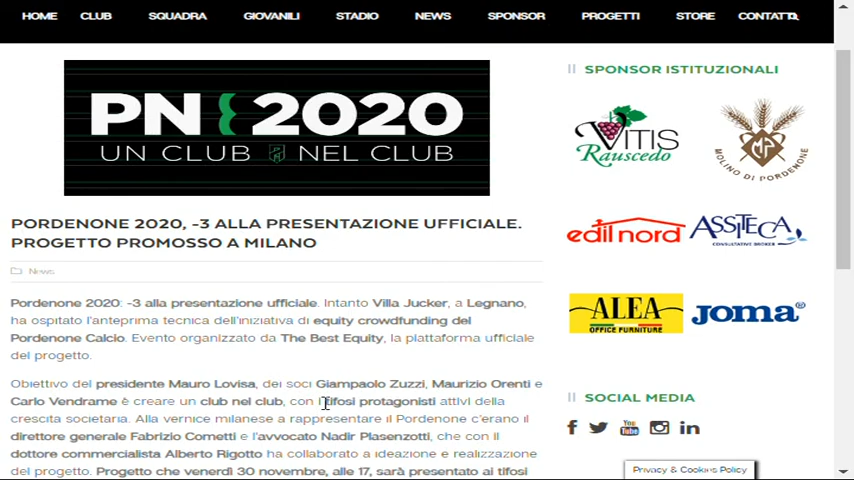 HOME CLUB SQUADRA GIOVANILI STADIO NEWS SPONSOR PROGETTI STORE CONTATTI
PN{2020
UN CLUB NEL CLUB
PORDENONE 2020, -3 ALLA PRESENTAZIONE UFFICIALE.
PROGETTO PROMOSSO A MILANO
News
Pordenone 2020: -3 alla presentazione ufficiale. Intanto Villa Jucker, a Legnano,
ha ospitato l'anteprima tecnica dell'iniziativa di equity crowdfunding del
Pordenone Calcio. Evento organizzato da The Best Equity, la piattaforma ufficiale
del progetto.
Obiettivo del presidente Mauro Lovisa, dei soci Giampaolo Zuzzi, Maurizio Orenti e
Carlo Vendrame è creare un club nel club, con i tifosi protagonisti attivi della
crescita societaria. Alla vernice milanese a rappresentare il Pordenone c'erano il
direttore generale Fabrizio Cometti e l'avvocato Nadir Plasenzotti, che con il
dottore commercialista Alberto Rigotto ha collaborato a ideazione e realizzazione
del progetto. Progetto che venerdì 30 novembre, alle 17, sarà presentato ai tifosi
SPONSOR ISTITUZIONALI
VITIS
Rauscedo
MP
MOLINO DI PORDENONE
edilnord
ASSITECA
CONSULTATIVE BROKER
ALEA
OFFICE FURNITURE
Joma®
SOCIAL MEDIA
You Tube
Privacy & Cookies Policy